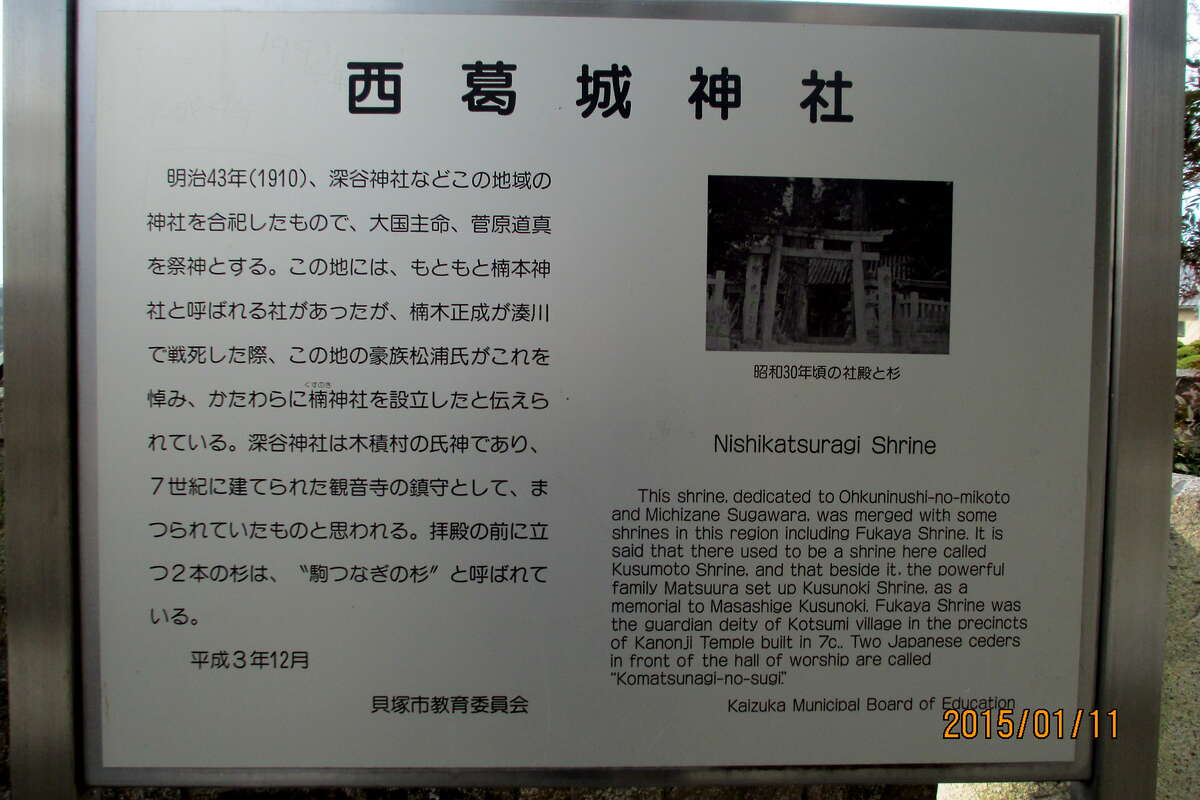 西葛城神社
明治43年(1910)、深谷神社などこの地域の
神社を合祀したもので、大国主命、菅原道真
を祭神とする。この地には、もともと楠本神
社と呼ばれる社があったが、楠木正成が湊川
で戦死した際、この地の豪族松浦氏がこれを
くすのき
悼み、かたわらに楠神社を設立したと伝えら
れている。深谷神社は木積村の氏神であり、
7世紀に建てられた観音寺の鎮守として、ま
つられていたものと思われる。拝殿の前に立
つ2本の杉は、〝駒つなぎの杉〟と呼ばれて
いる。
平成3年12月
貝塚市教育委員会
昭和30年頃の社殿と杉
Nishikatsuragi Shrine
This shrine, dedicated to Ohkuninushi-no-mikoto
and Michizane Sugawara, was merged with some
shrines in this region including Fukaya Shrine. It is
said that there used to be a shrine here called
Kusumoto Shrine, and that beside it, the powerful
family Matsuura set up Kusunoki Shrine, as a
memorial to Masashige Kusunoki. Fukaya Shrine was
the guardian deity of Kotsumi village in the precincts
of Kanonji Temple built in 7c.. Two Japanese ceders
in front of the hall of worship are called
"Komatsunagi-no-sugi."
Kaizuka Municipal Board of Education
2015/01/11